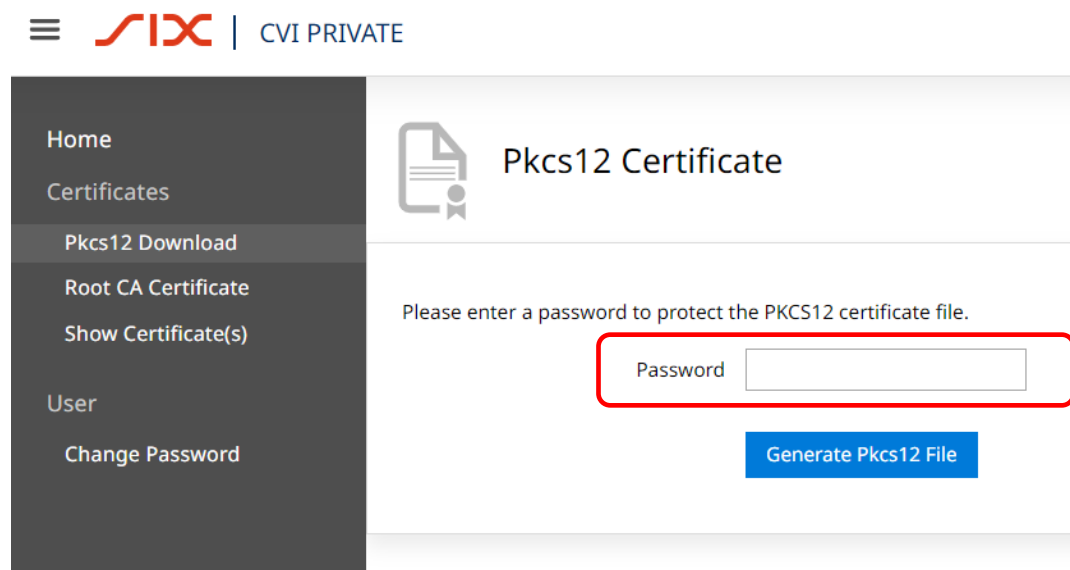 SIX | CVI PRIVATE
Home
Certificates
Pkcs12 Download
Root CA Certificate
Show Certificate(s)
User
Change Password
Pkcs12 Certificate
Please enter a password to protect the PKCS12 certificate file.
Password
Generate Pkcs12 File